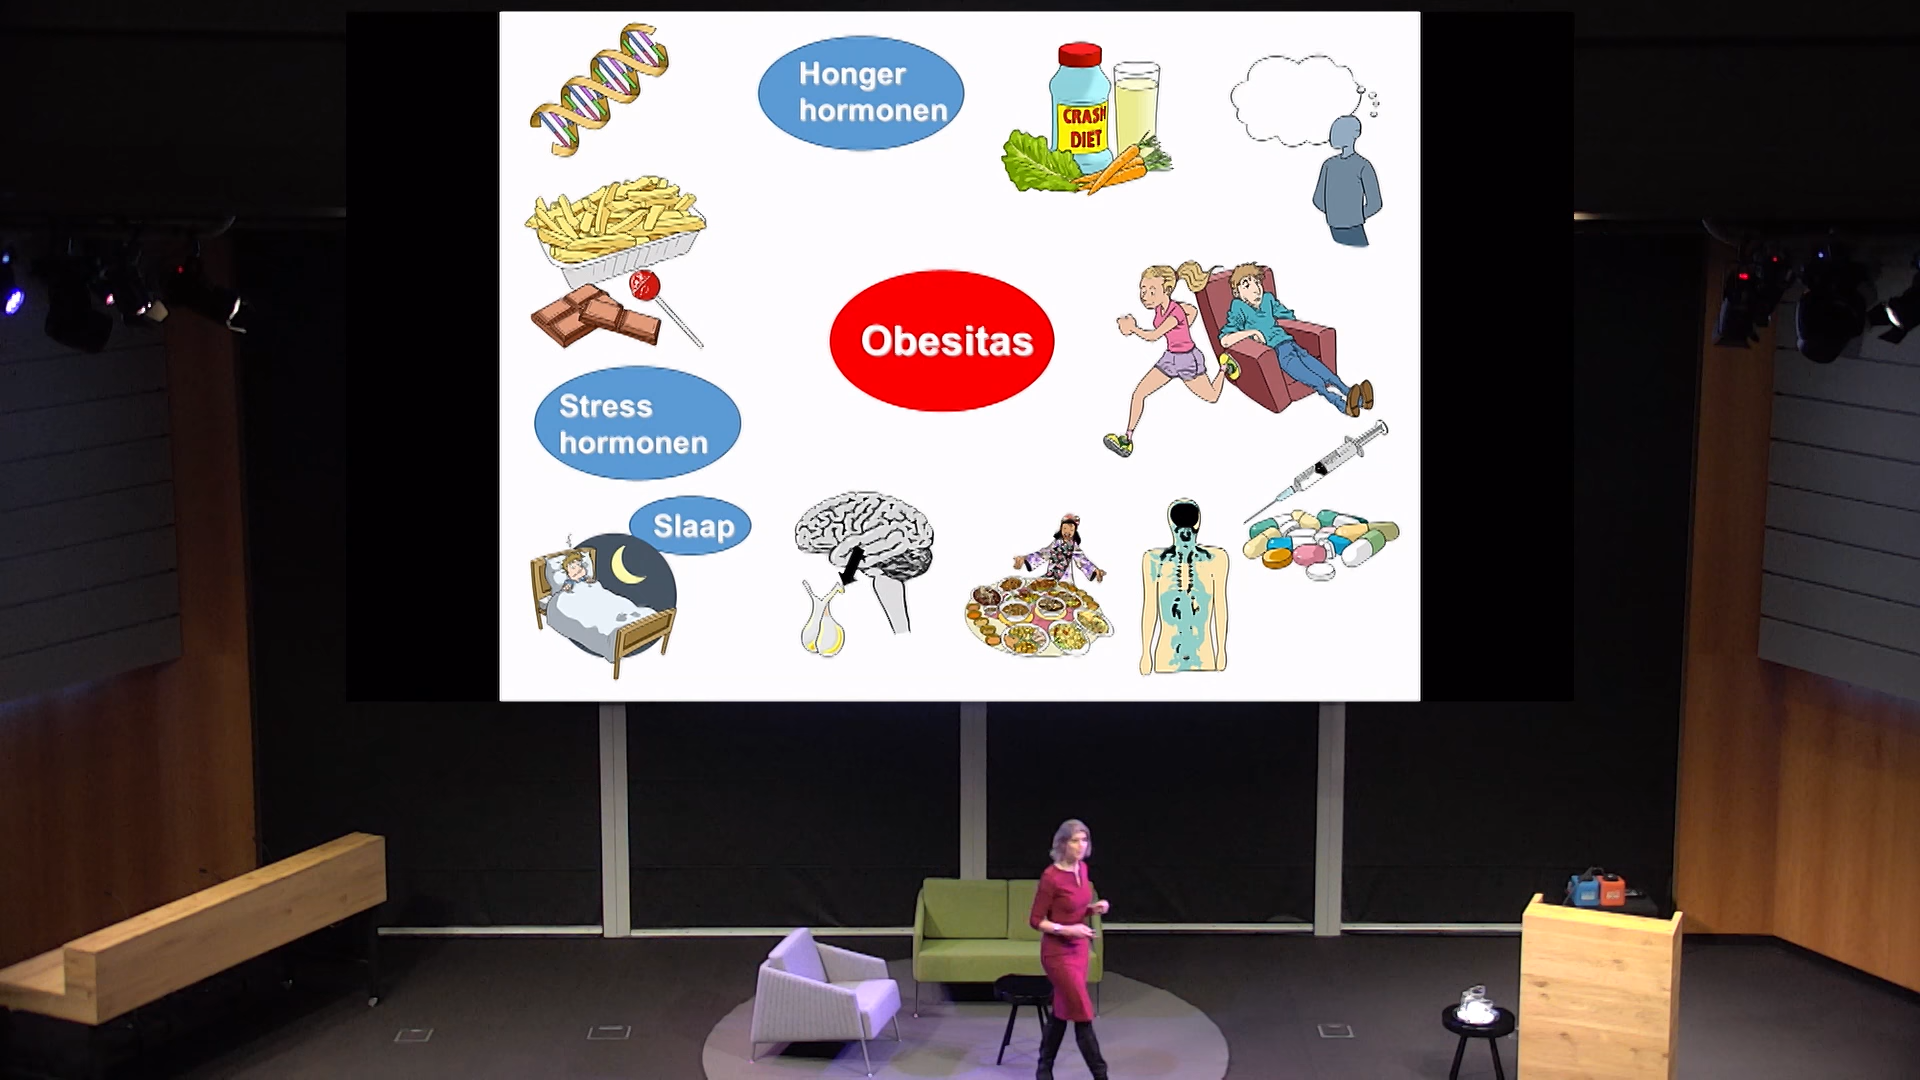 Honger
hormonen
CRASH
DIET
Obesitas
Stress
hormonen
Slaap